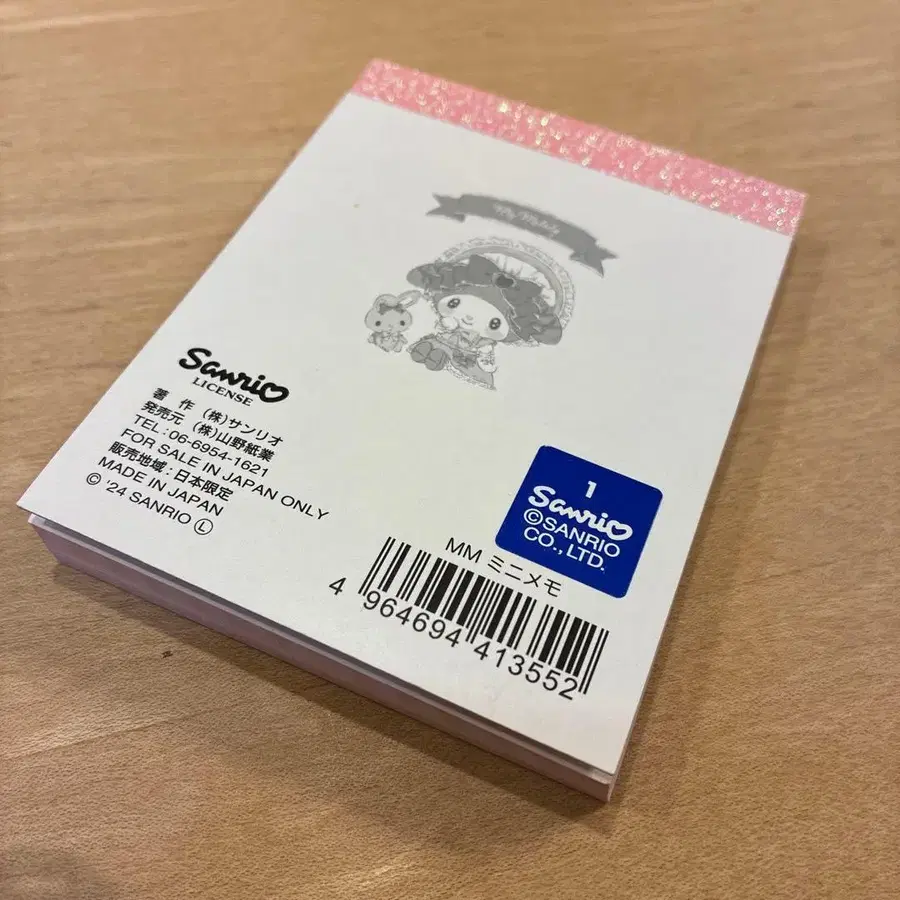 My Melody
Sanrio
LICENSE
著　作　(株)サンリオ
発売元　(株)山野紙業
TEL:06-6954-1621
FOR SALE IN JAPAN ONLY
販売地域:日本限定
MADE IN JAPAN
© '24 SANRIO Ⓛ
1
Sanrio
©SANRIO
CO.,LTD.
MM ミニメモ
4 964694 413552